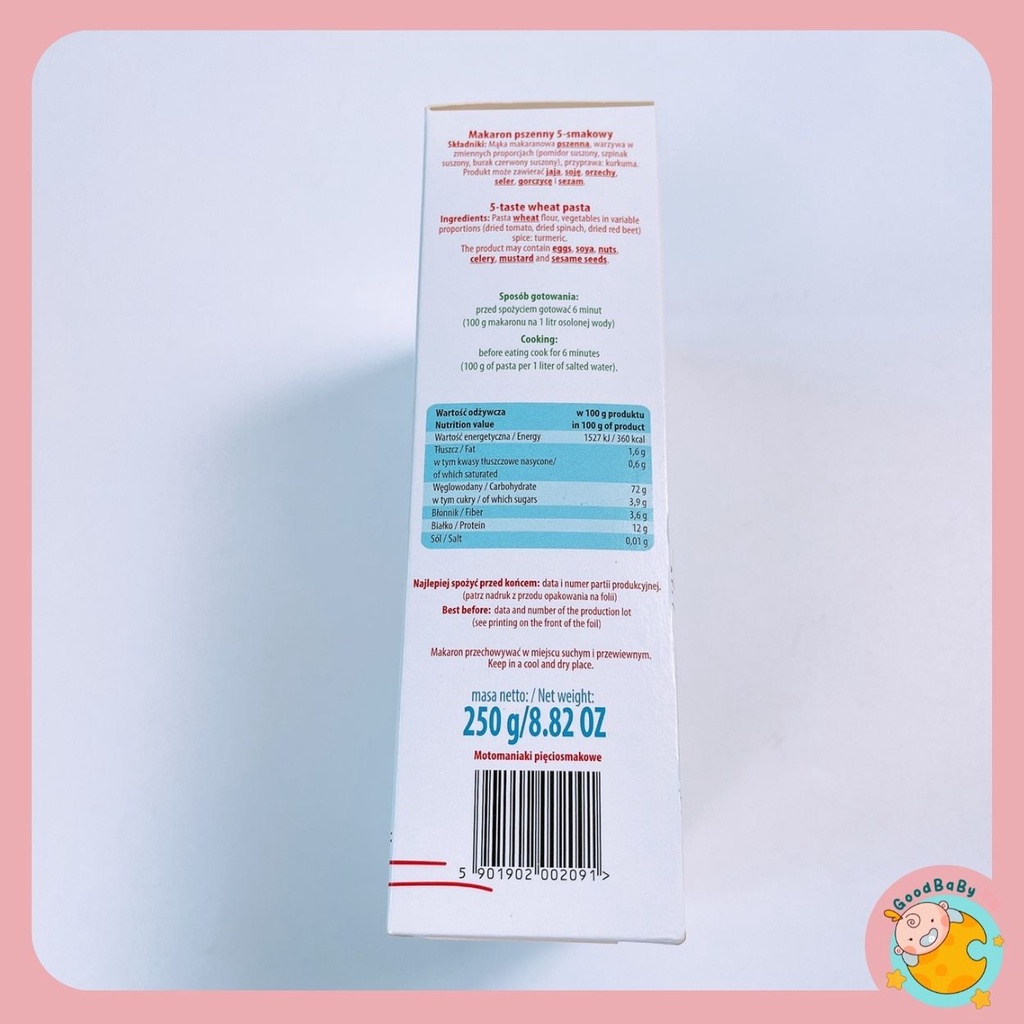 Makaron pszenny 5-smakowy
Składniki: Mąka makaranowa pszenna, warzywa w
zmiennych proporcjach (pomidor suszony, szpinak
suszony, burak czerwony suszony), przyprawa: kurkuma.
Produkt może zawierać jaja, soję, orzechy,
seler, gorczycę i sezam.
5-taste wheat pasta
Ingredients: Pasta wheat flour, vegetables in variable
proportions (dried tomato, dried spinach, dried red beet)
spice: turmeric.
The product may contain eggs, soya, nuts,
celery, mustard and sesame seeds.
Sposób gotowania:
przed spożyciem gotować 6 minut
(100 g makaronu na 1 litr osolonej wody)
Cooking:
before eating cook for 6 minutes
(100 g of pasta per 1 liter of salted water).
Wartość odżywcza w 100 g produktu
Nutrition value in 100 g of product
Wartość energetyczna / Energy 1527 kJ / 360 kcal
Tłuszcz / Fat 1,6 g
w tym kwasy tłuszczowe nasycone/ 0,6 g
of which saturated
Węglowodany / Carbohydrate 72 g
w tym cukry / of which sugars 3,9 g
Błonnik / Fiber 3,6 g
Białko / Protein 12 g
Sól / Salt 0,01 g
Najlepiej spożyć przed końcem: data i numer partii produkcyjnej.
(patrz nadruk z przodu opakowania na folii)
Best before: data and number of the production lot
(see printing on the front of the foil)
Makaron przechowywać w miejscu suchym i przewiewnym.
Keep in a cool and dry place.
masa netto: / Net weight:
250 g/8.82 OZ
Motomaniaki pięciosmakowe
5 901902 002091 >
GoodBaBy